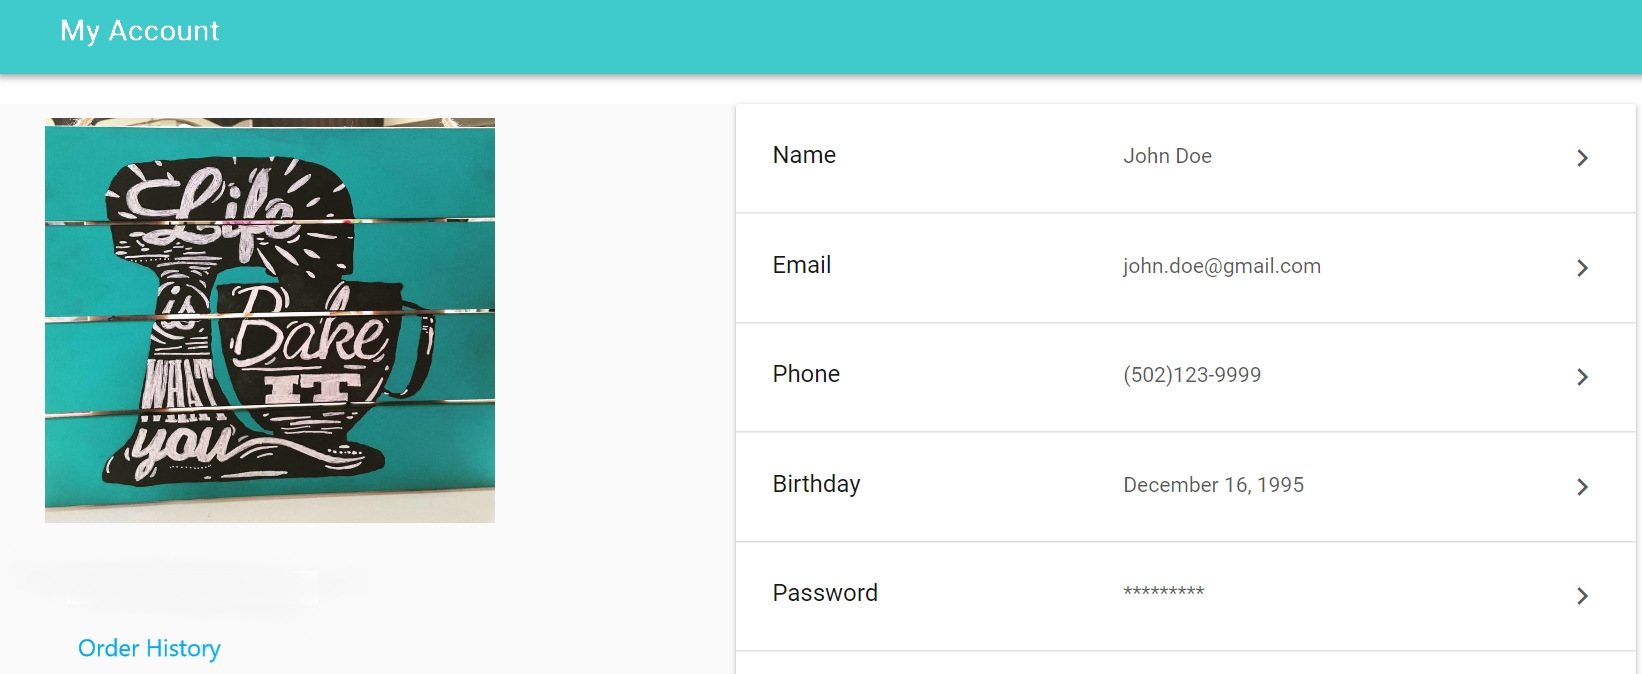 My Account
Life
is
Bake
IT
WHAT
you
Order History
Name
John Doe
Email
john.doe@gmail.com
Phone
(502)123-9999
Birthday
December 16, 1995
Password
*********